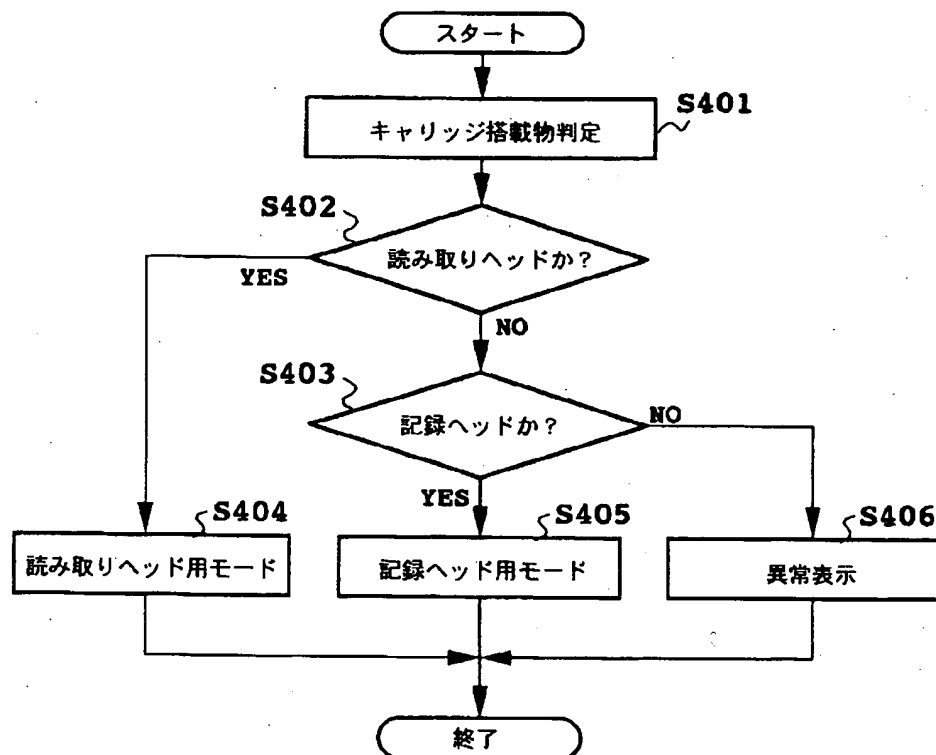 スタート
S401
キャリッジ搭載物判定
S402
読み取りヘッドか?
YES
NO
S403
記録ヘッドか?
NO
YES
S404
S405
S406
読み取りヘッド用モード
記録ヘッド用モード
異常表示
終了